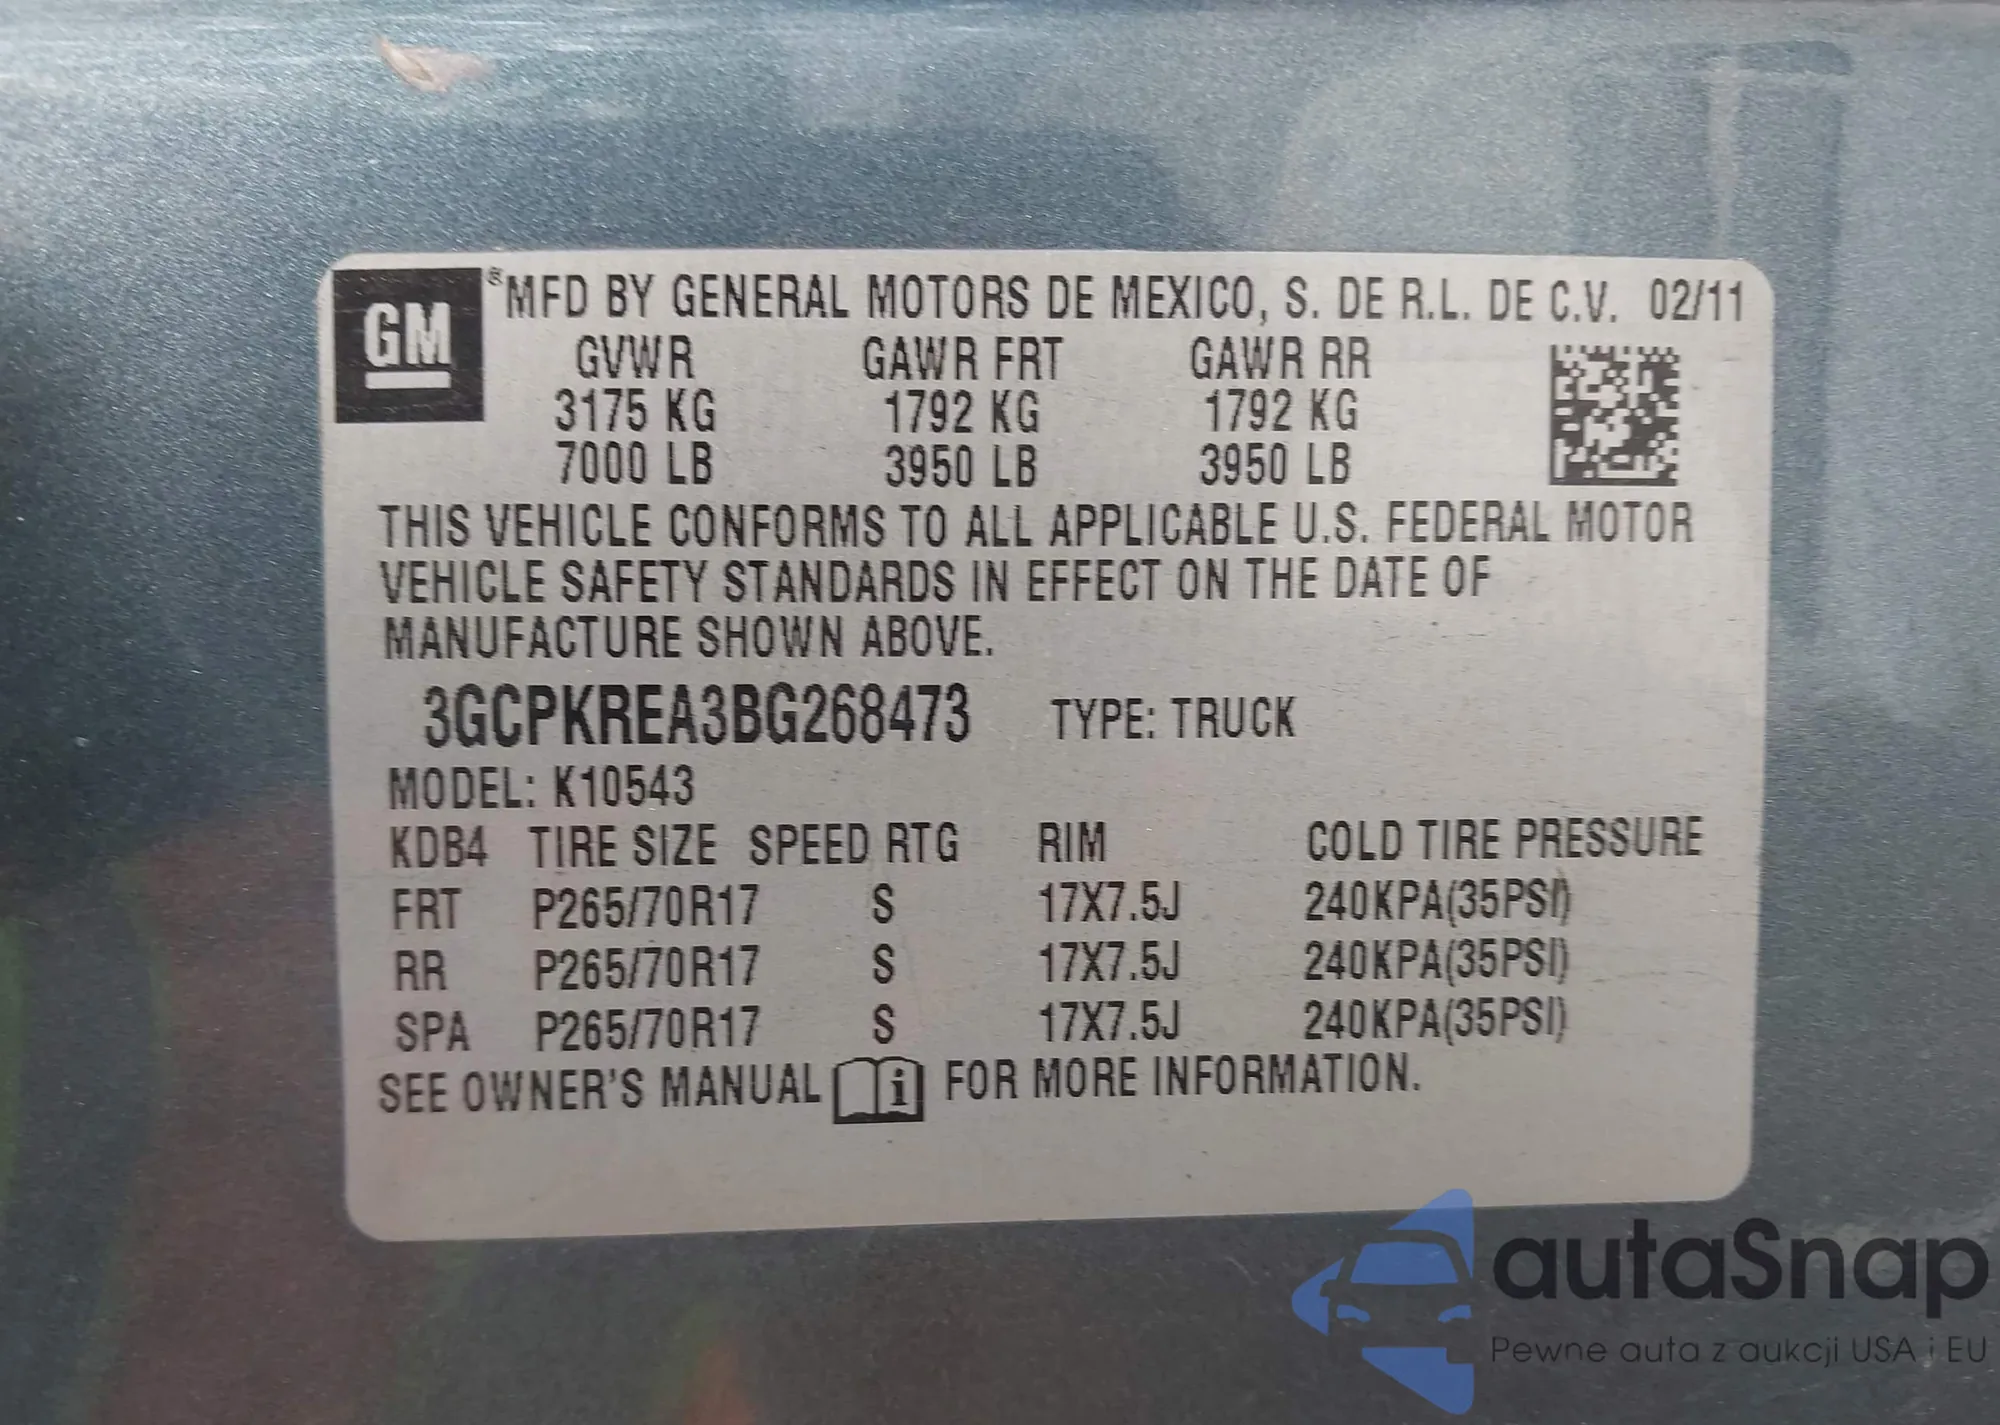 GM ® MFD BY GENERAL MOTORS DE MEXICO, S. DE R.L. DE C.V. 02/11
GVWR GAWR FRT GAWR RR
3175 KG 1792 KG 1792 KG
7000 LB 3950 LB 3950 LB
THIS VEHICLE CONFORMS TO ALL APPLICABLE U.S. FEDERAL MOTOR
VEHICLE SAFETY STANDARDS IN EFFECT ON THE DATE OF
MANUFACTURE SHOWN ABOVE.
3GCPKREA3BG268473 TYPE: TRUCK
MODEL: K10543
KDB4 TIRE SIZE SPEED RTG RIM COLD TIRE PRESSURE
FRT P265/70R17 S 17X7.5J 240KPA(35PSI)
RR P265/70R17 S 17X7.5J 240KPA(35PSI)
SPA P265/70R17 S 17X7.5J 240KPA(35PSI)
SEE OWNER'S MANUAL i FOR MORE INFORMATION.
autaSnap
Pewne auta z aukcji USA i EU